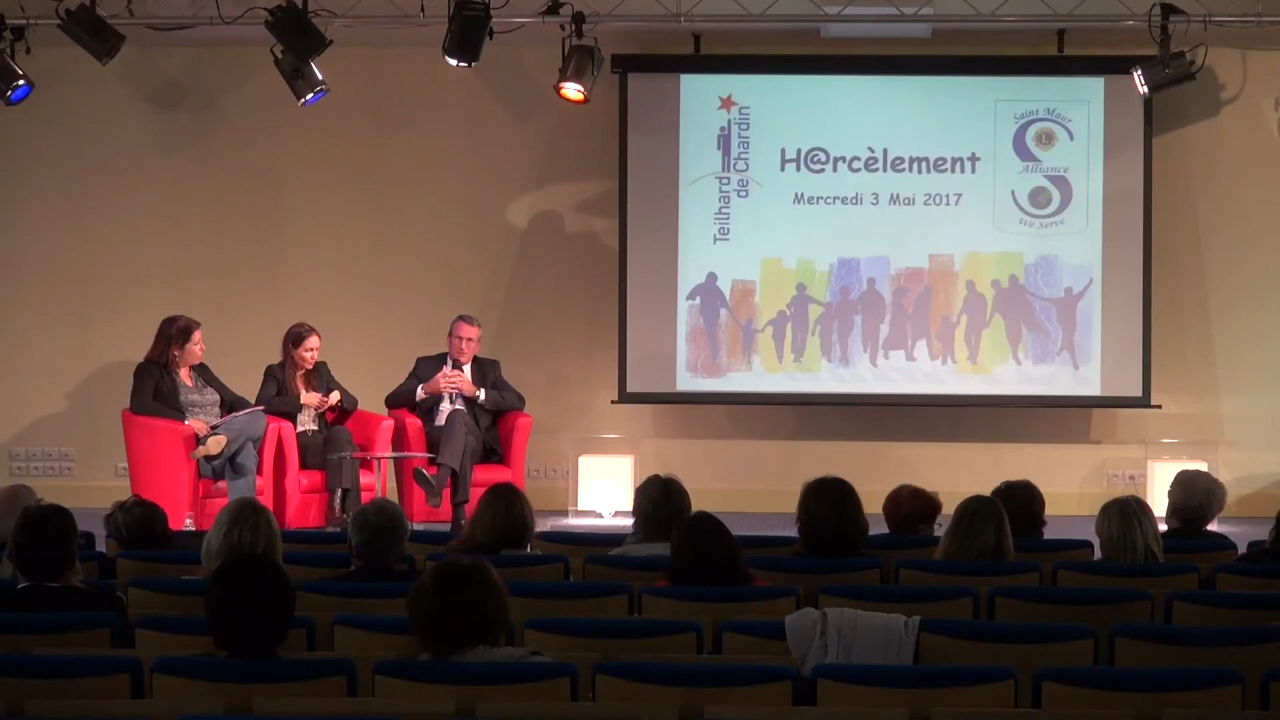 Teilhard
de Chardin
H@rcèlement
Mercredi 3 Mai 2017
Saint Maur
L
Alliance
We Serve